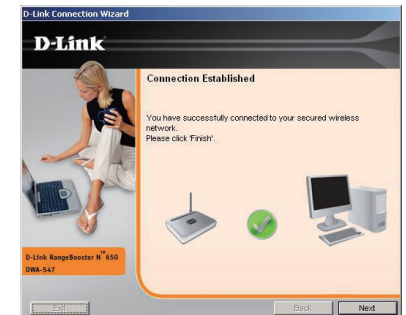 D-Link Connection Wizard
D-Link
Connection Established
You have successfully connected to your secured wireless
network.
Please click 'Finish'.
D-Link RangeBooster N™ 650
DWA-547
Exit
Back
Next